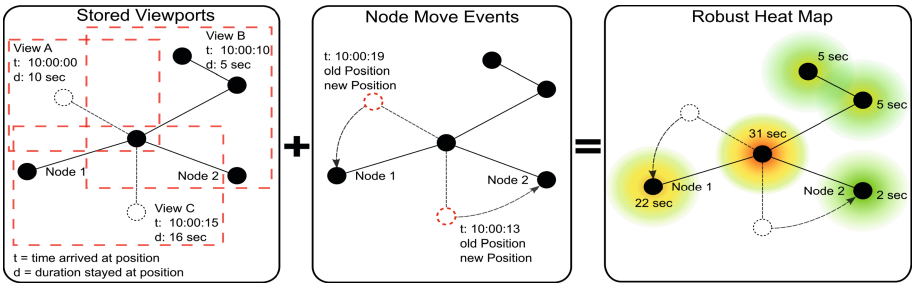 Stored Viewports
View A
t: 10:00:00
d: 10 sec
View B
t: 10:00:10
d: 5 sec
Node 1
Node 2
View C
t: 10:00:15
d: 16 sec
t = time arrived at position
d = duration stayed at position
+
Node Move Events
t: 10:00:19
old Position
new Position
Node 1
Node 2
t: 10:00:13
old Position
new Position
=
Robust Heat Map
5 sec
5 sec
31 sec
Node 1
Node 2
22 sec
2 sec